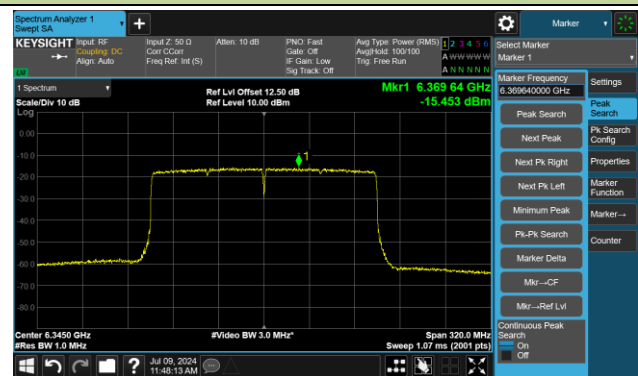 Spectrum Analyzer 1
Swept SA
Marker
KEYSIGHT
Input: RF
Coupling: DC
Align: Auto
Input Z: 50 Ω
Corr CCorr
Freq Ref: Int (S)
Atten: 10 dB
PNO: Fast
Gate: Off
IF Gain: Low
Sig Track: Off
Avg Type: Power (RMS)
Avg|Hold: 100/100
Trig: Free Run
1 2 3 4 5 6
A W W W W W
A N N N N N
Select Marker
Marker 1
1 Spectrum
Scale/Div 10 dB
Log
Ref Lvl Offset 12.50 dB
Ref Level 10.00 dBm
Mkr1 6.369 64 GHz
-15.453 dBm
0.00
-10.0
-20.0
-30.0
-40.0
-50.0
-60.0
-70.0
-80.0
1
Center 6.3450 GHz
#Res BW 1.0 MHz
#Video BW 3.0 MHz*
Span 320.0 MHz
Sweep 1.07 ms (2001 pts)
Marker Frequency
6.369640000 GHz
Peak Search
Next Peak
Next Pk Right
Next Pk Left
Minimum Peak
Pk-Pk Search
Marker Delta
Mkr→CF
Mkr→Ref Lvl
Continuous Peak
Search
On
Off
Settings
Peak
Search
Pk Search
Config
Properties
Marker
Function
Marker→
Counter
?
Jul 09, 2024
11:48:13 AM